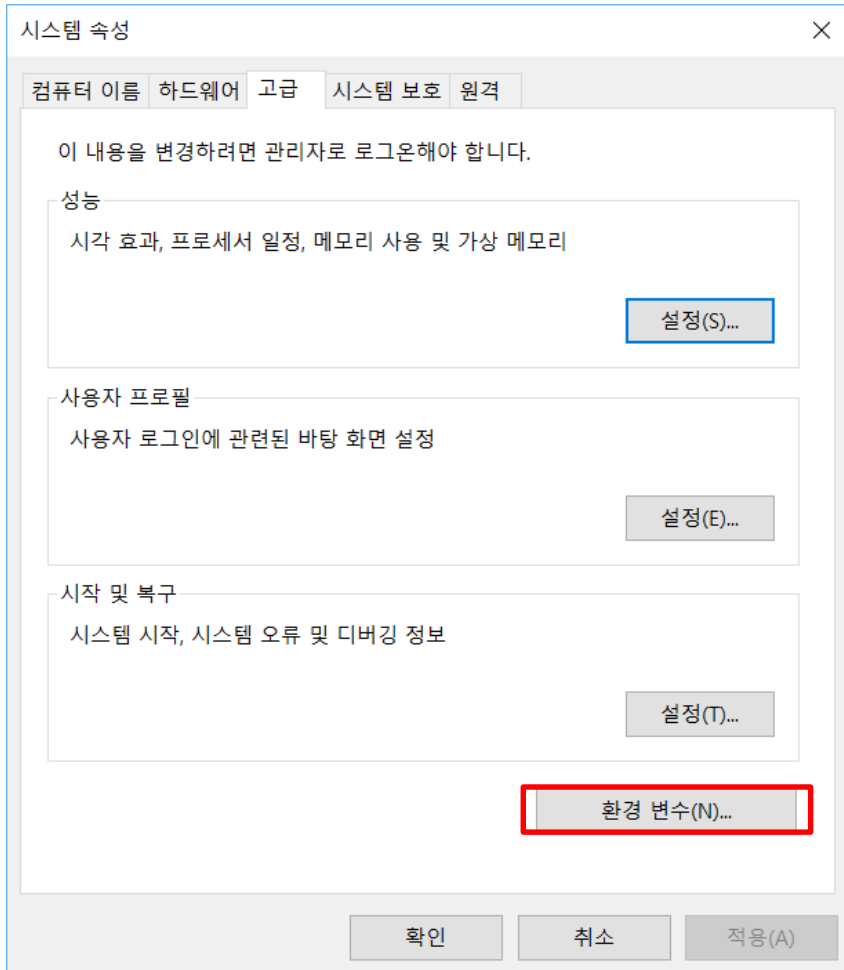 시스템 속성
컴퓨터 이름 하드웨어 고급 시스템 보호 원격
이 내용을 변경하려면 관리자로 로그온해야 합니다.
성능
시각 효과, 프로세서 일정, 메모리 사용 및 가상 메모리
설정(S)...
사용자 프로필
사용자 로그인에 관련된 바탕 화면 설정
설정(E)...
시작 및 복구
시스템 시작, 시스템 오류 및 디버깅 정보
설정(T)...
환경 변수(N)...
확인 취소 적용(A)